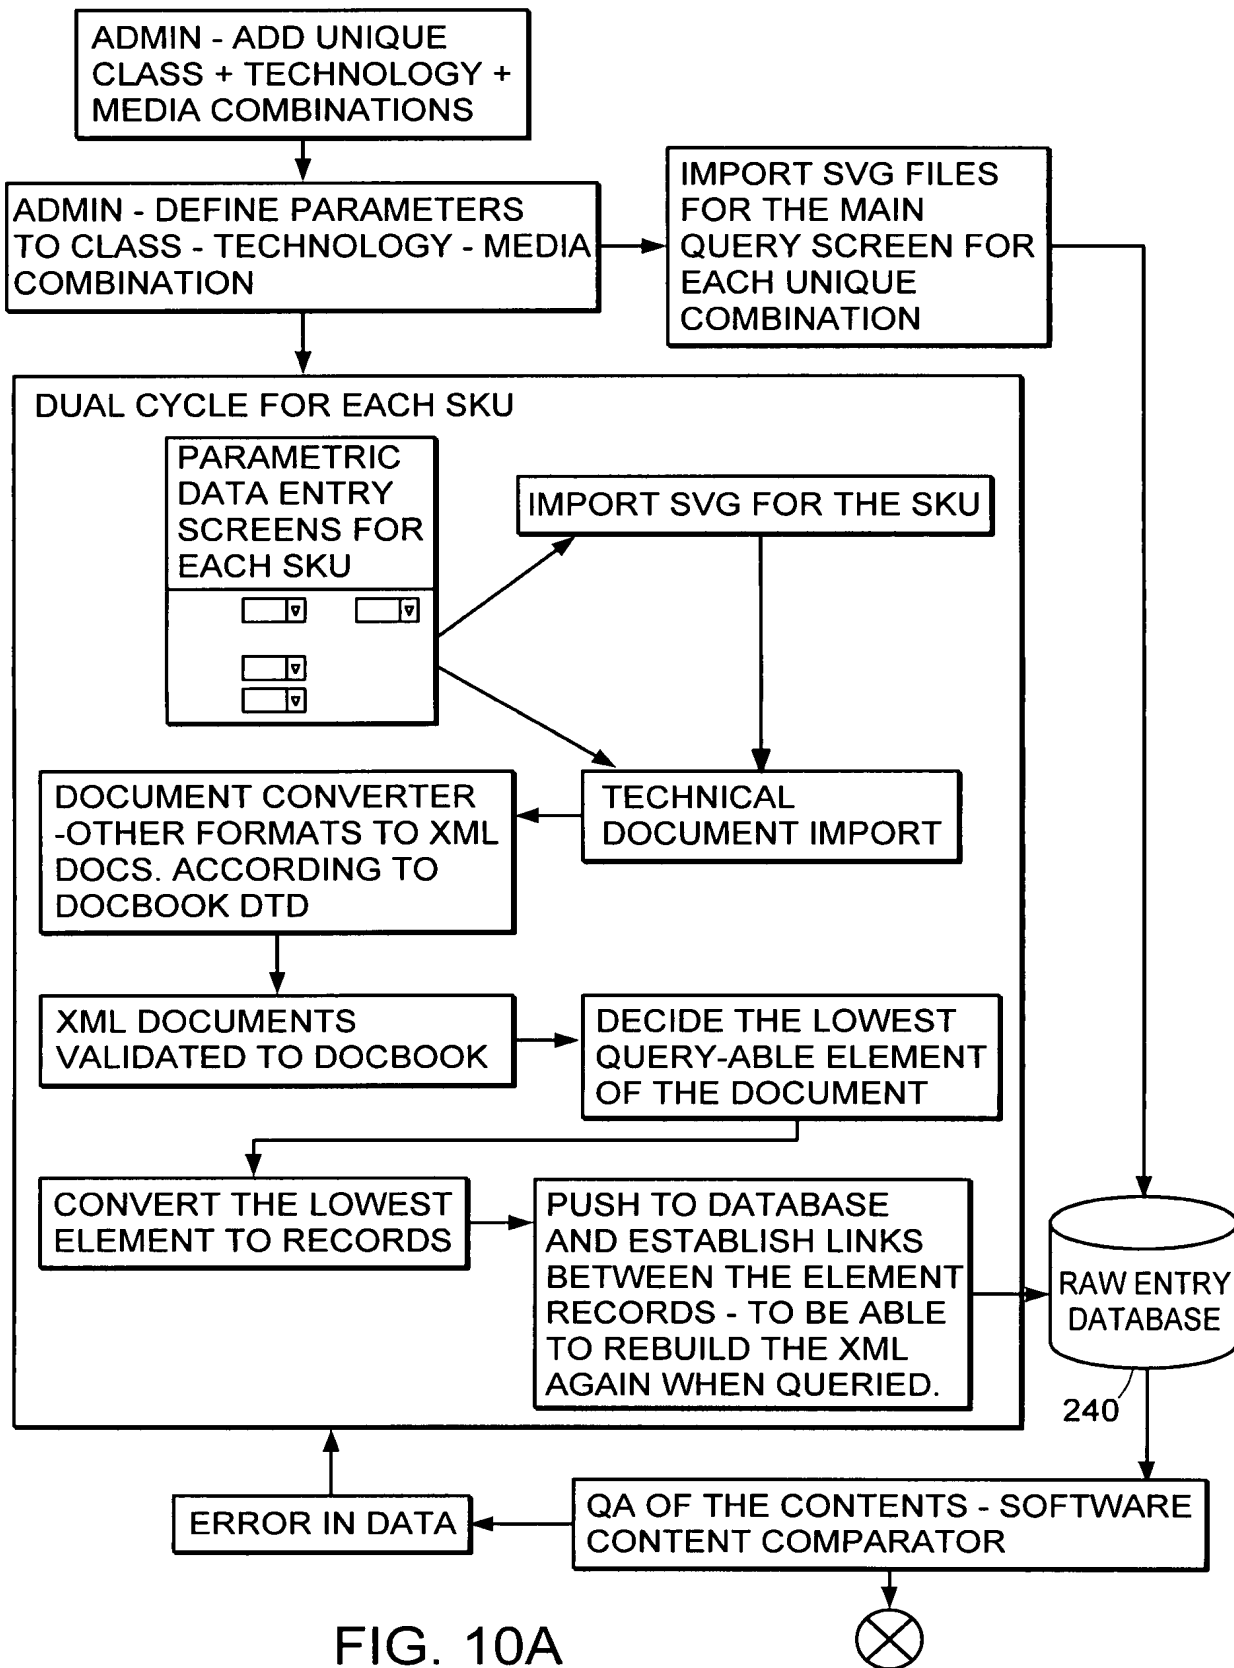 ADMIN - ADD UNIQUE
CLASS + TECHNOLOGY +
MEDIA COMBINATIONS
ADMIN - DEFINE PARAMETERS
TO CLASS - TECHNOLOGY - MEDIA
COMBINATION
IMPORT SVG FILES
FOR THE MAIN
QUERY SCREEN FOR
EACH UNIQUE
COMBINATION
DUAL CYCLE FOR EACH SKU
PARAMETRIC
DATA ENTRY
SCREENS FOR
EACH SKU
IMPORT SVG FOR THE SKU
DOCUMENT CONVERTER
-OTHER FORMATS TO XML
DOCS. ACCORDING TO
DOCBOOK DTD
TECHNICAL
DOCUMENT IMPORT
XML DOCUMENTS
VALIDATED TO DOCBOOK
DECIDE THE LOWEST
QUERY-ABLE ELEMENT
OF THE DOCUMENT
CONVERT THE LOWEST
ELEMENT TO RECORDS
PUSH TO DATABASE
AND ESTABLISH LINKS
BETWEEN THE ELEMENT
RECORDS - TO BE ABLE
TO REBUILD THE XML
AGAIN WHEN QUERIED.
RAW ENTRY
DATABASE
240
ERROR IN DATA
QA OF THE CONTENTS - SOFTWARE
CONTENT COMPARATOR
FIG. 10A